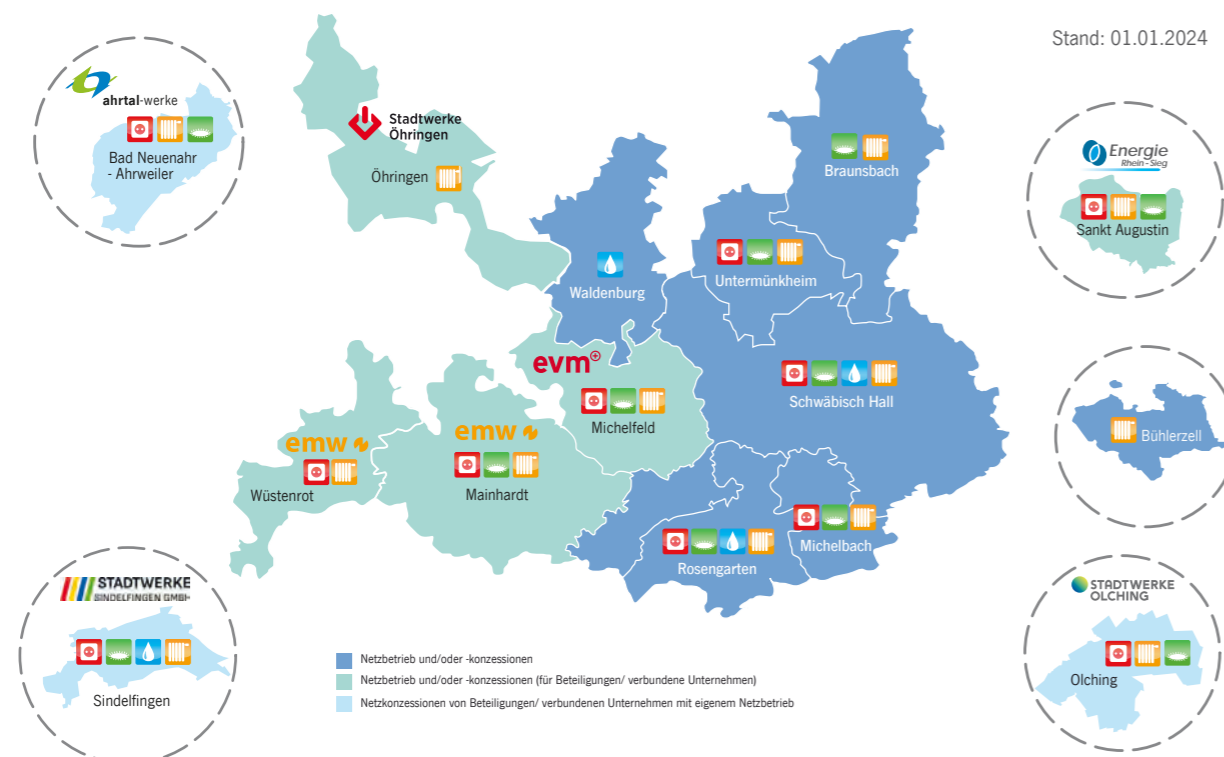 Stand: 01.01.2024
ahrtal-werke
Bad Neuenahr
- Ahrweiler
Stadtwerke
Öhringen
Öhringen
Braunsbach
Energie
Rhein-Sieg
Sankt Augustin
Untermünkheim
Waldenburg
evm
Michelfeld
Schwäbisch Hall
Bühlerzell
emw
Wüstenrot
emw
Mainhardt
Rosengarten
Michelbach
STADTWERKE
SINDELFINGEN GMBH
Sindelfingen
STADTWERKE
OLCHING
Olching
Netzbetrieb und/oder -konzessionen
Netzbetrieb und/oder -konzessionen (für Beteiligungen/ verbundene Unternehmen)
Netzkonzessionen von Beteiligungen/ verbundenen Unternehmen mit eigenem Netzbetrieb